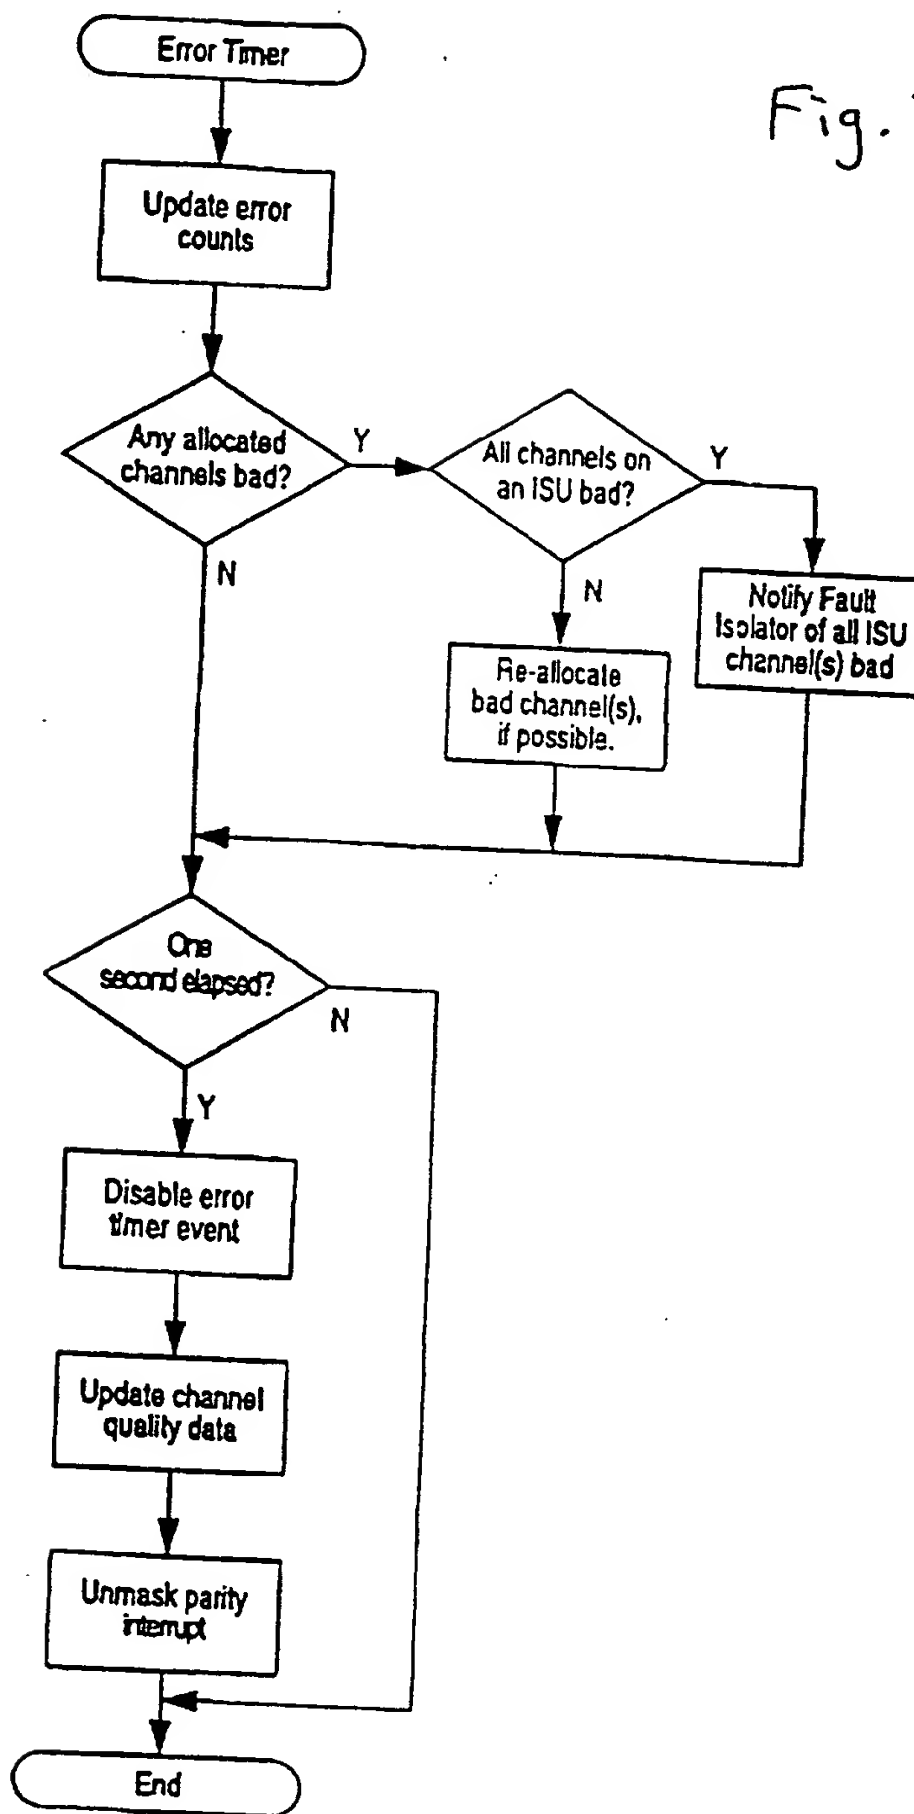 Error Timer
Fig.
Update error
counts
Any allocated
channels bad?
Y
All channels on
an ISU bad?
Y
N
N
Notify Fault
Isolator of all ISU
channel(s) bad
Re-allocate
bad channel(s),
if possible.
One
second elapsed?
N
Y
Disable error
timer event
Update channel
quality data
Unmask parity
interrupt
End